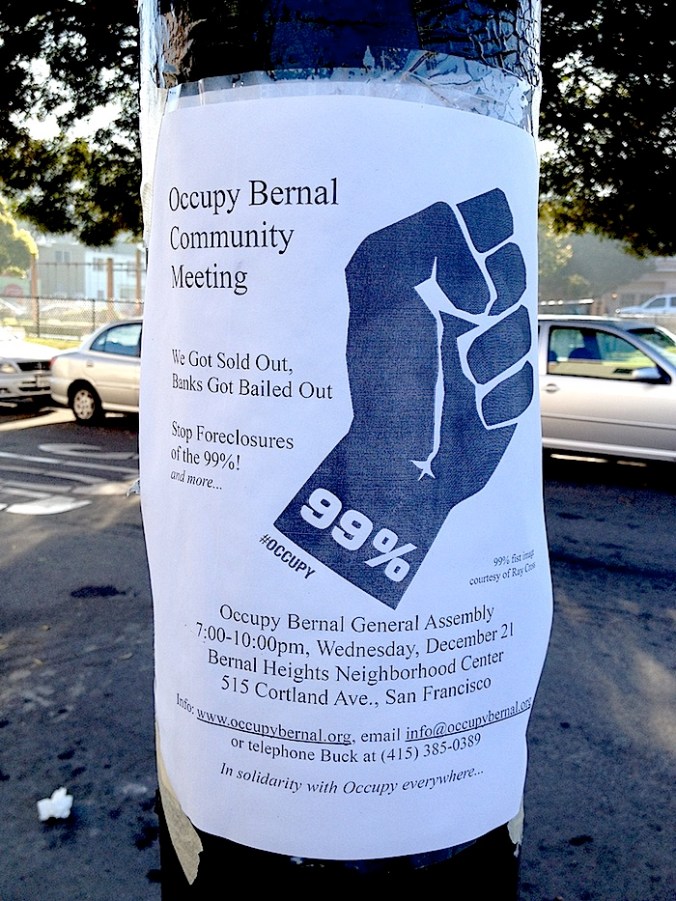 Occupy Bernal
Community
Meeting
We Got Sold Out,
Banks Got Bailed Out
Stop Foreclosures
of the 99%!
and more...
99%
#OCCUPY
99% fist image
courtesy of Ray Cross
Occupy Bernal General Assembly
7:00-10:00pm, Wednesday, December 21
Bernal Heights Neighborhood Center
515 Cortland Ave., San Francisco
Info: www.occupybernal.org, email info@occupybernal.org
or telephone Buck at (415) 385-0389
In solidarity with Occupy everywhere...